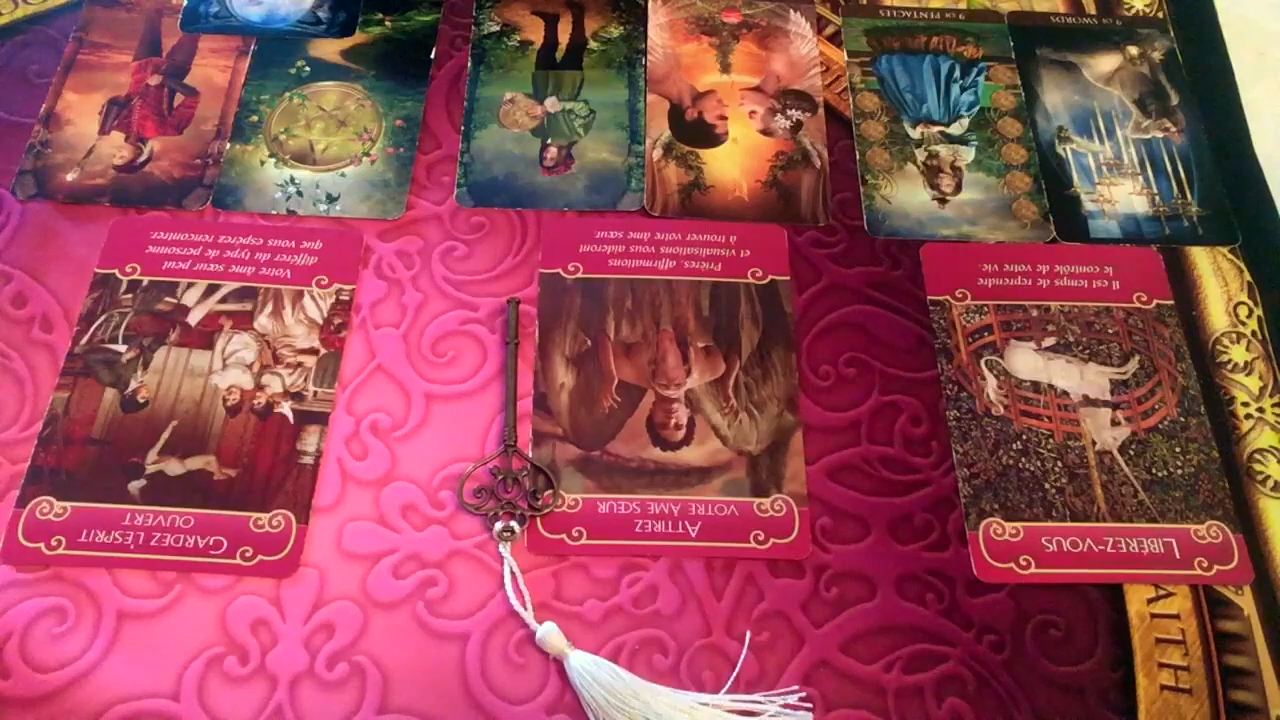 9 OF PENTACLES
9 OF SWORDS
Votre âme sœur peut
différer du type de personne
que vous espérez rencontrer.
GARDEZ L'ESPRIT
OUVERT
Prières, affirmations
et visualisations vous aideront
à trouver votre âme sœur.
ATTIREZ
VOTRE ÂME SŒUR
Il est temps de reprendre
le contrôle de votre vie.
LIBÉREZ-VOUS
AITH